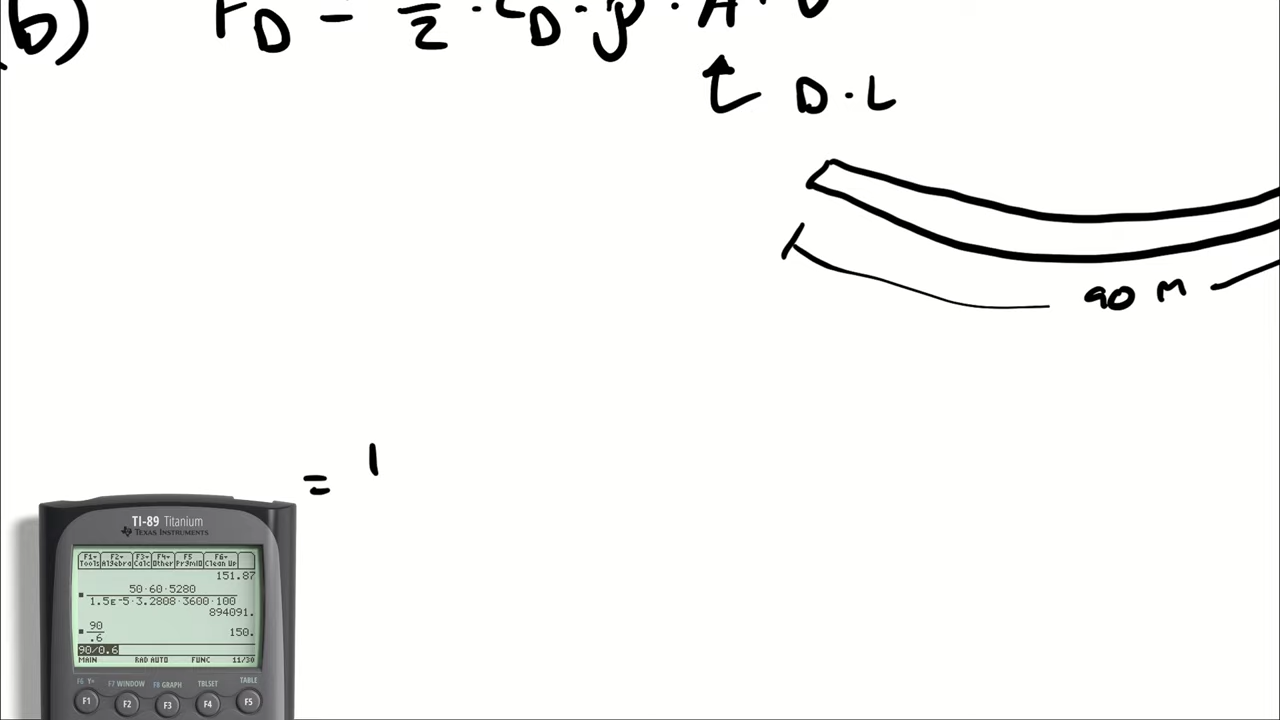 (b) F_D = 1/2 · C_D · ρ · A · U
D · L
90 M
= 1
TI-89 Titanium
TEXAS INSTRUMENTS
F1▾ F2▾ F3▾ F4▾ F5 F6▾
Tools Algebra Calc Other PrgmIO Clean Up
151.87
50·60·5280
1.5E-5·3.2808·3600·100
894091.
90
.6
150.
90/0.6
MAIN RAD AUTO FUNC 11/30
F6 Y= F7 WINDOW F8 GRAPH TBLSET TABLE
F1 F2 F3 F4 F5